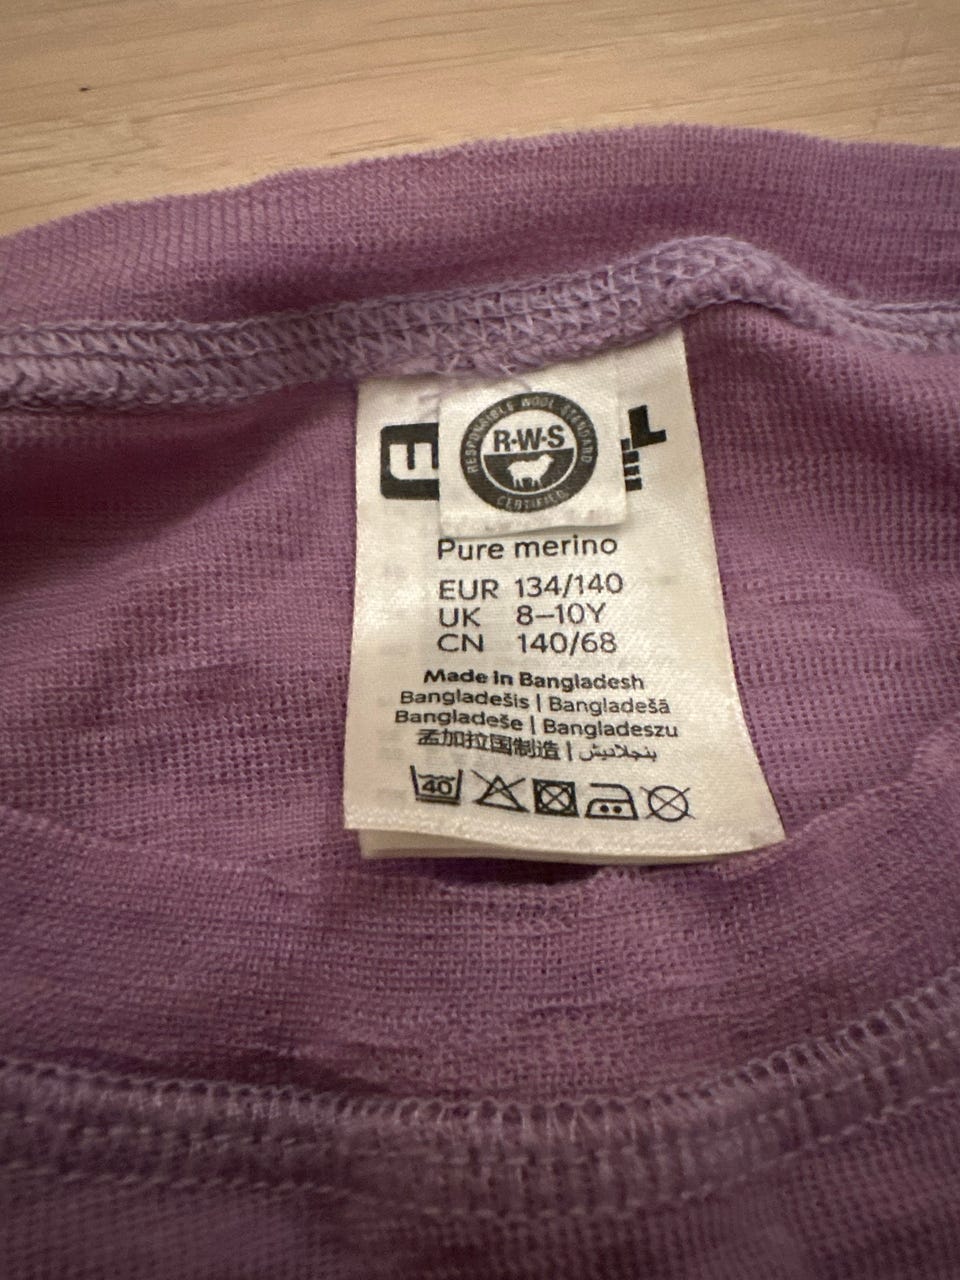 RESPONSIBLE WOOL STANDARD
R·W·S
CERTIFIED
Pure merino
EUR 134/140
UK 8–10Y
CN 140/68
Made in Bangladesh
Bangladešis | Bangladešā
Bangladeše | Bangladeszu
孟加拉国制造 | بنجلاديش
40